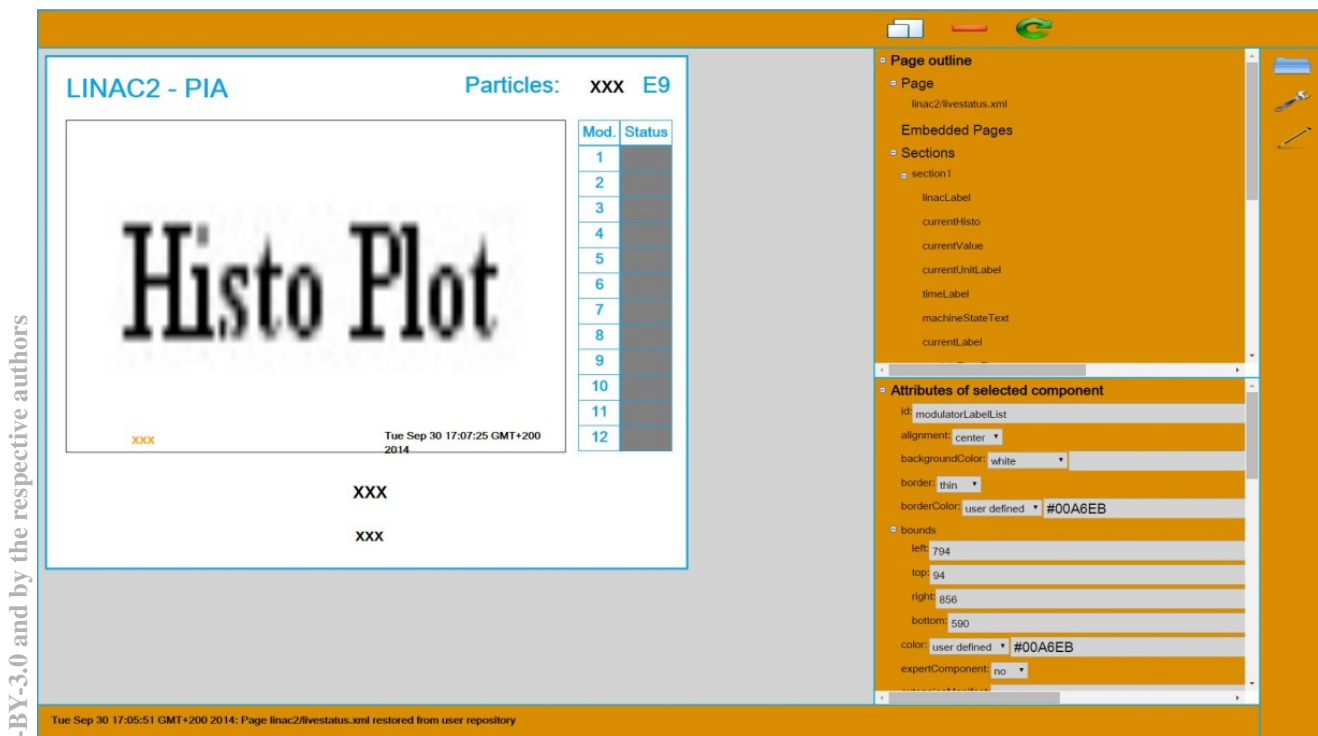 LINAC2 - PIA
Particles: xxx E9
Histo Plot
xxx
Tue Sep 30 17:07:25 GMT+200
2014
Mod. Status
1
2
3
4
5
6
7
8
9
10
11
12
xxx
xxx
Page outline
Page
linac2/livestatus.xml
Embedded Pages
Sections
section1
linacLabel
currentHisto
currentValue
currentUnitLabel
timeLabel
machineStateText
currentLabel
Attributes of selected component
id: modulatorLabelList
alignment: center
backgroundColor: white
border: thin
borderColor: user defined #00A6EB
bounds
left: 794
top: 94
right: 856
bottom: 590
color: user defined #00A6EB
expertComponent: no
Tue Sep 30 17:05:51 GMT+200 2014: Page linac2/livestatus.xml restored from user repository
-BY-3.0 and by the respective authors